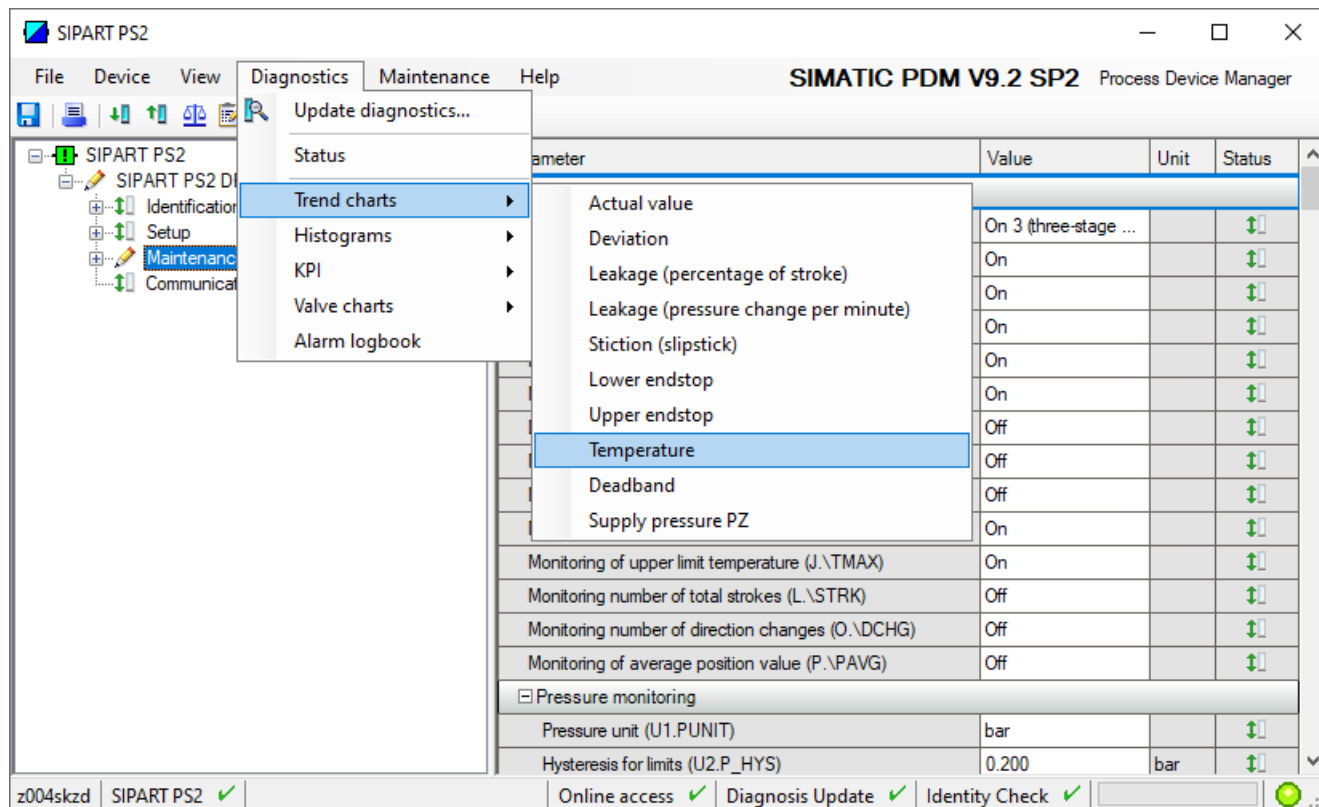 SIPART PS2
File Device View Diagnostics Maintenance Help SIMATIC PDM V9.2 SP2 Process Device Manager
Update diagnostics...
Status
Trend charts
Histograms
KPI
Valve charts
Alarm logbook
SIPART PS2
SIPART PS2
Identification
Setup
Maintenanc
Communicat
ameter Value Unit Status
Actual value
Deviation
Leakage (percentage of stroke)
Leakage (pressure change per minute)
Stiction (slipstick)
Lower endstop
Upper endstop
Temperature
Deadband
Supply pressure PZ
On 3 (three-stage ...
On
On
On
On
On
Off
Off
Off
On
Monitoring of upper limit temperature (J.\TMAX) On
Monitoring number of total strokes (L.\STRK) Off
Monitoring number of direction changes (O.\DCHG) Off
Monitoring of average position value (P.\PAVG) Off
Pressure monitoring
Pressure unit (U1.PUNIT) bar
Hysteresis for limits (U2.P_HYS) 0.200 bar
z004skzd SIPART PS2 Online access Diagnosis Update Identity Check